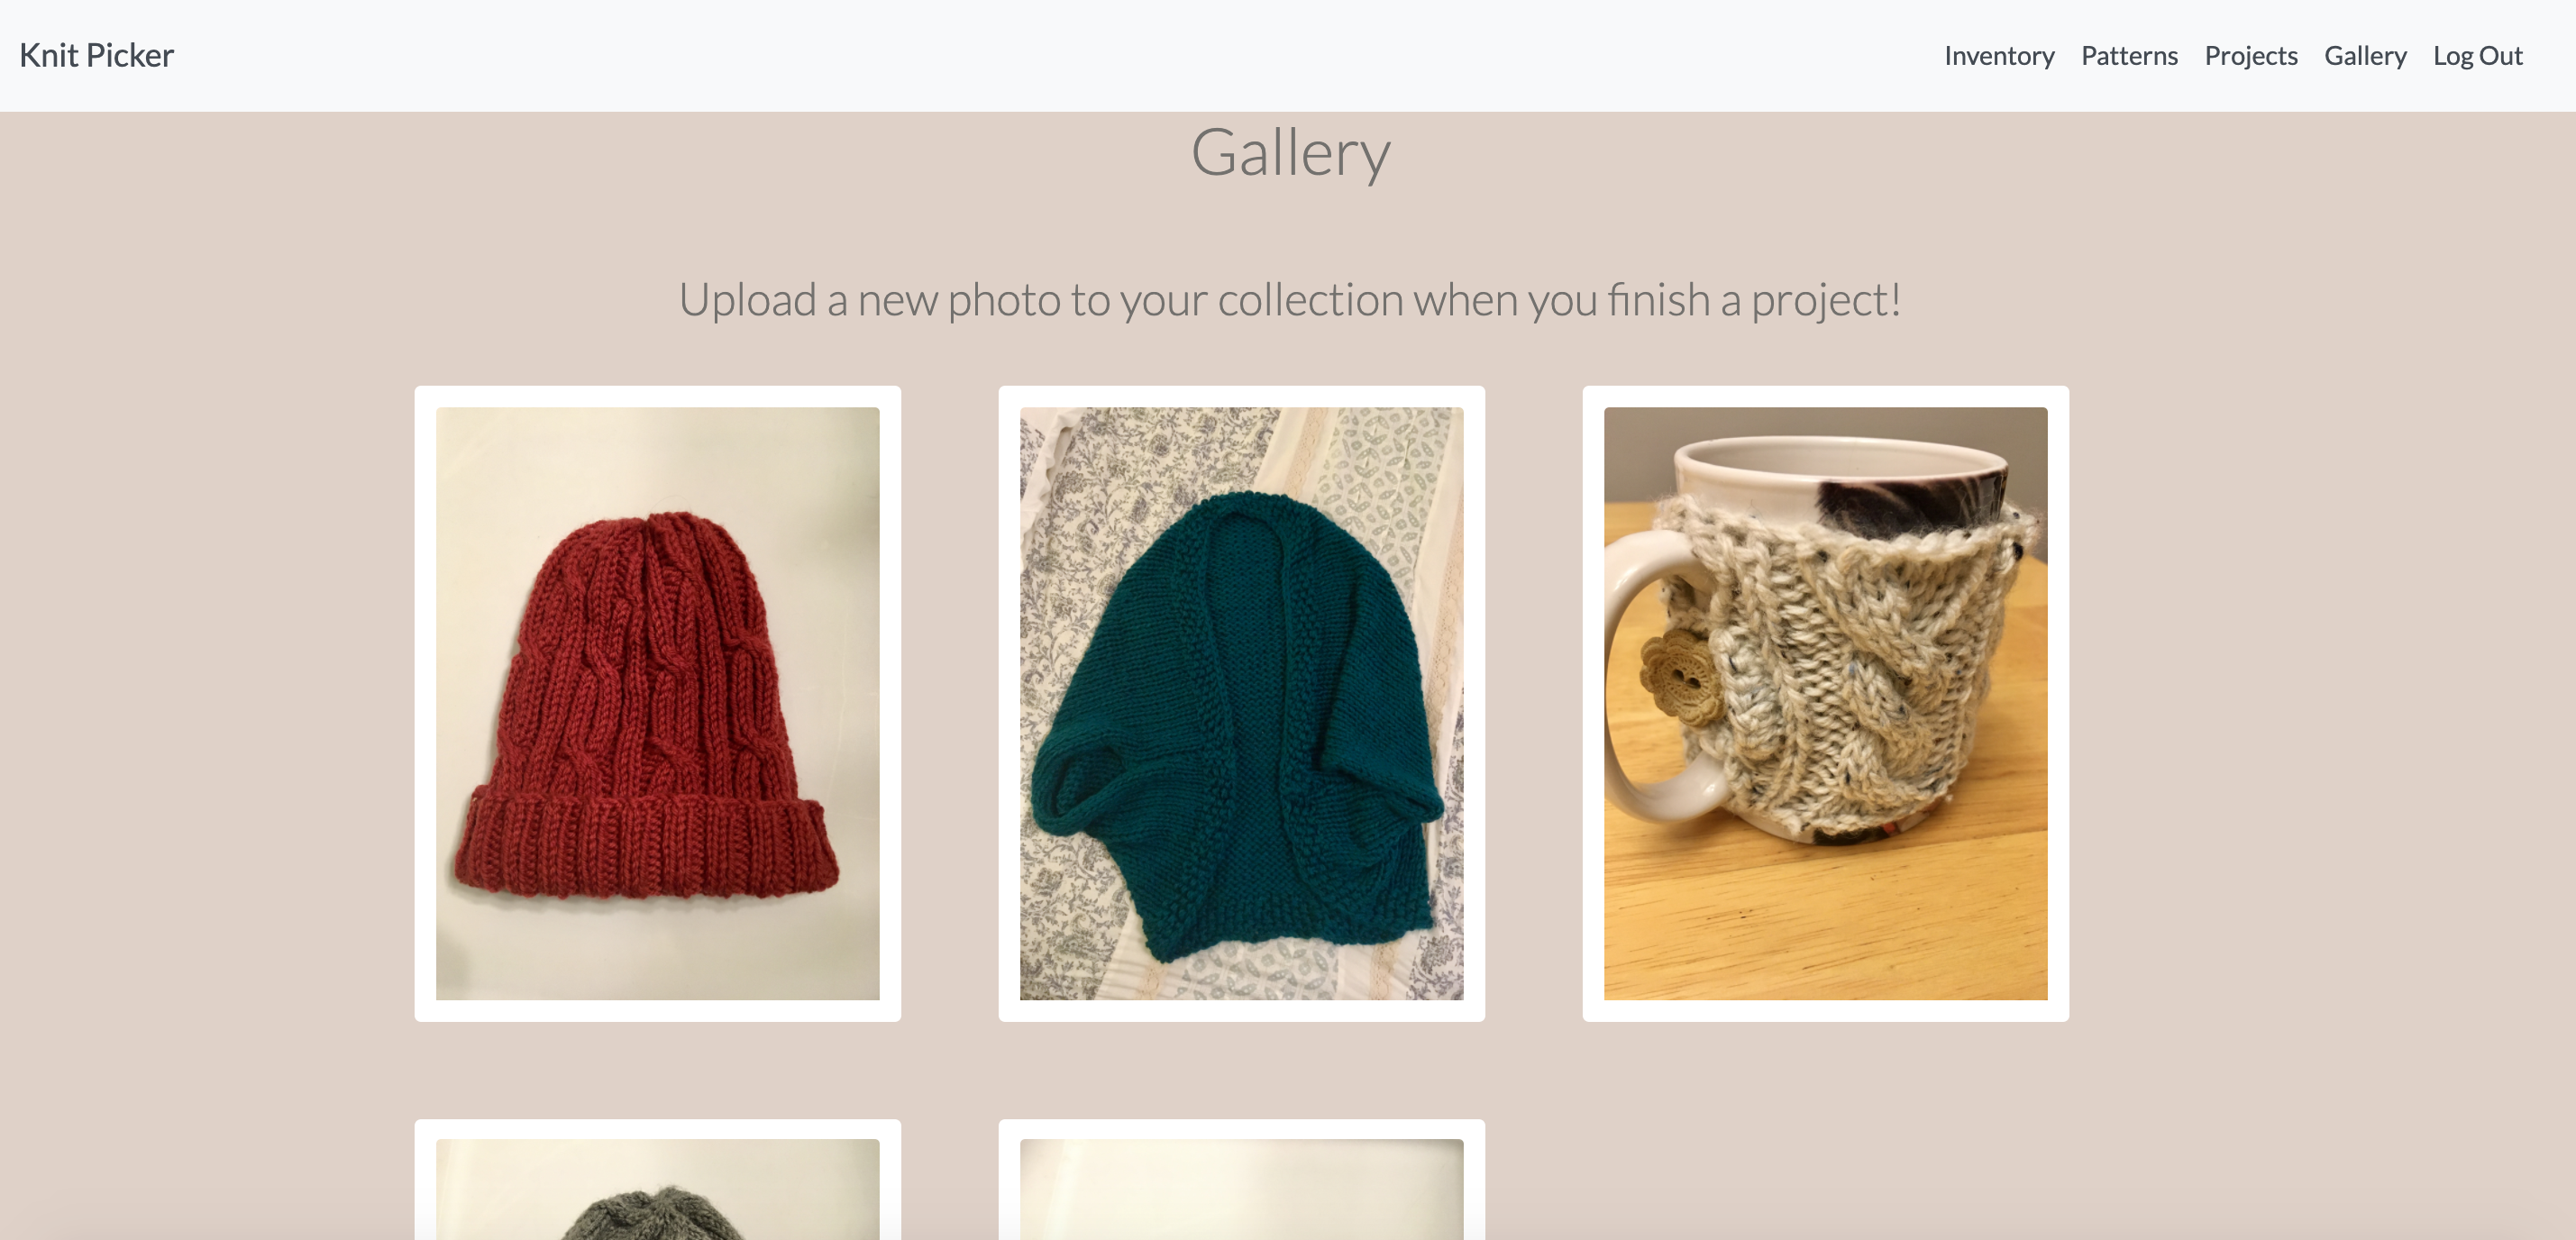 Knit Picker
Inventory Patterns Projects Gallery Log Out
Gallery
Upload a new photo to your collection when you finish a project!